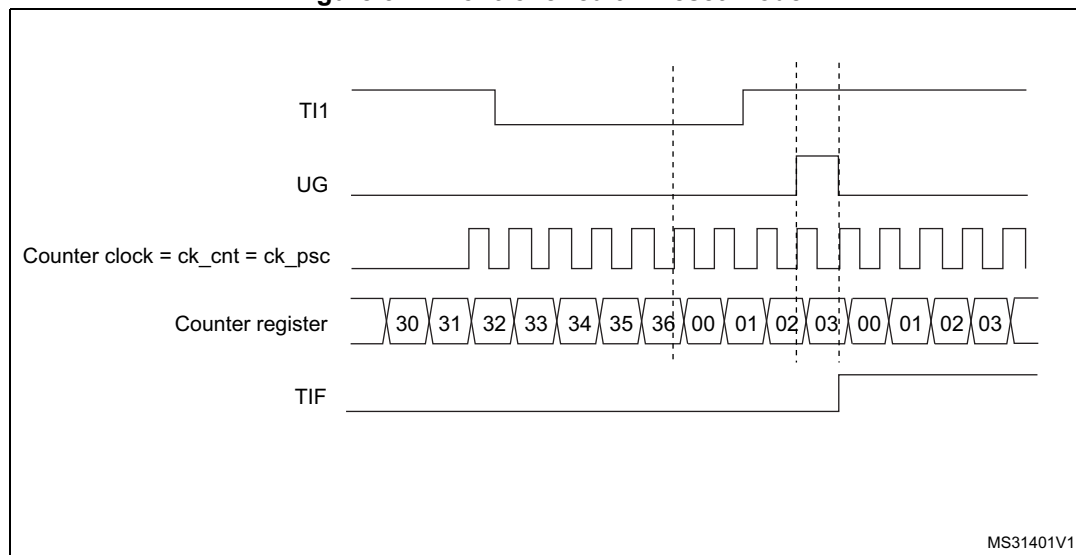 TI1
UG
Counter clock = ck_cnt = ck_psc
Counter register 30 31 32 33 34 35 36 00 01 02 03 00 01 02 03
TIF
MS31401V1